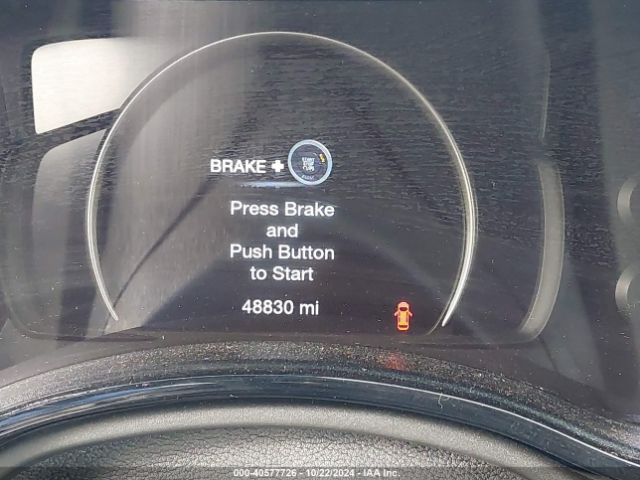 BRAKE +
Press Brake
and
Push Button
to Start
48830 mi
000-40577726 - 10/22/2024 - IAA Inc.